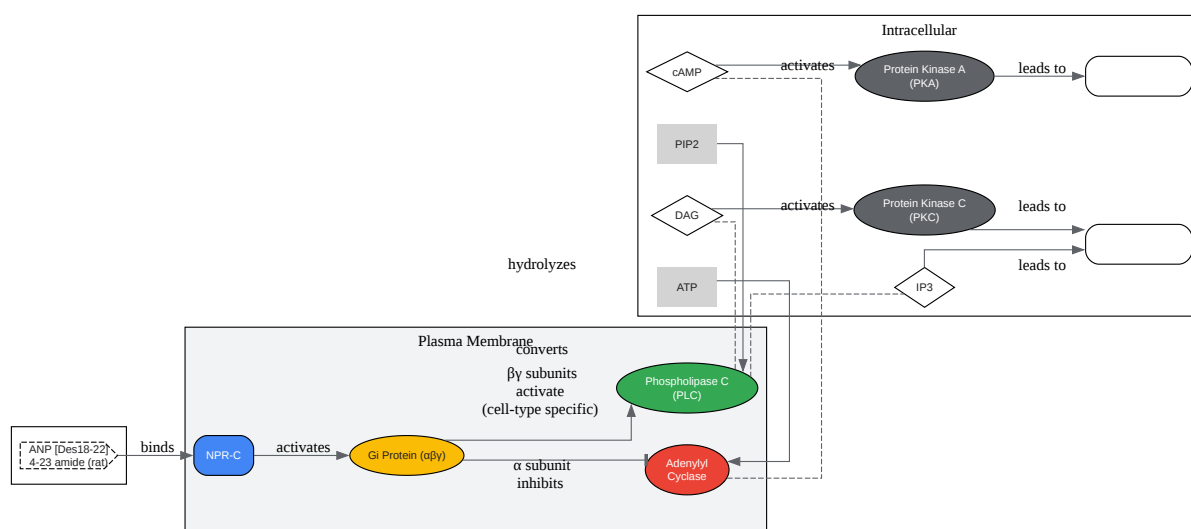 Intracellular
cAMP
activates
Protein Kinase A
(PKA)
leads to
PIP2
DAG
activates
Protein Kinase C
(PKC)
leads to
hydrolyzes
leads to
ATP
IP3
Plasma Membrane
converts
βγ subunits
activate
(cell-type specific)
Phospholipase C
(PLC)
ANP [Des18-22]
4-23 amide (rat)
binds
NPR-C
activates
Gi Protein (αβγ)
α subunit
inhibits
Adenylyl
Cyclase